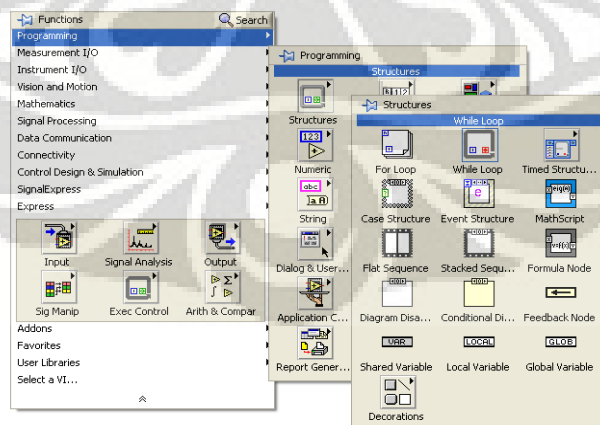 Functions
Search
Programming
Measurement I/O
Instrument I/O
Vision and Motion
Mathematics
Signal Processing
Data Communication
Connectivity
Control Design & Simulation
SignalExpress
Express
Input Signal Analysis Output
Sig Manip Exec Control Arith & Compar
Addons
Favorites
User Libraries
Select a VI...
Programming
Structures
Structures
123
Numeric
abc
a A
String
Dialog & User...
Application C...
Report Gener...
Structures
While Loop
For Loop While Loop Timed Structu...
Case Structure Event Structure MathScript
Flat Sequence Stacked Sequ... Formula Node
Diagram Disa... Conditional Di... Feedback Node
VAR LOCAL GLOB
Shared Variable Local Variable Global Variable
Decorations